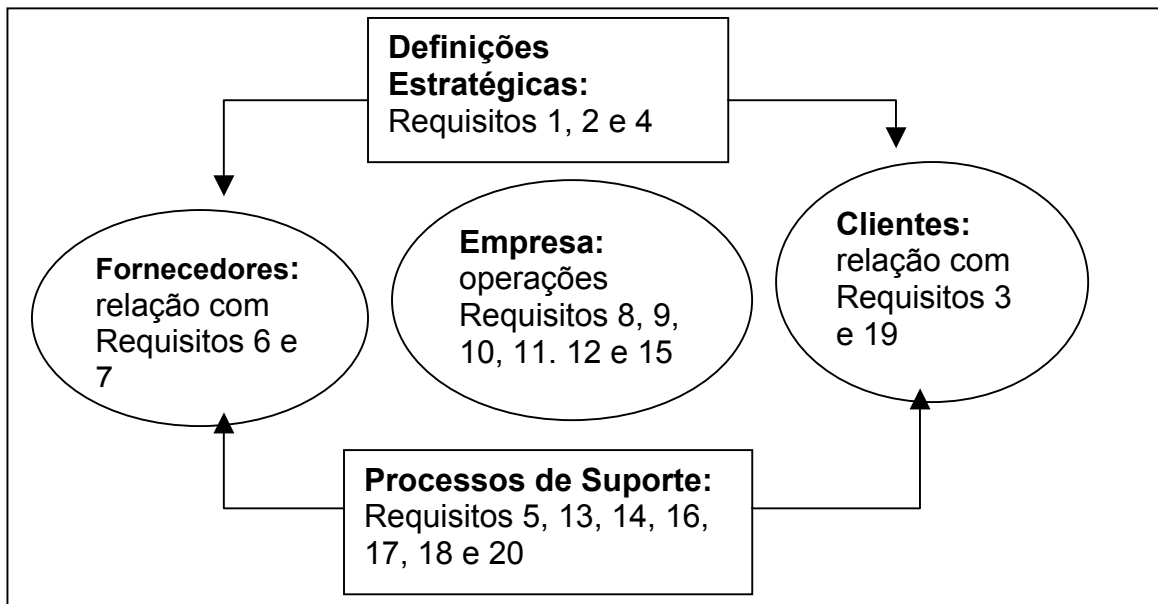 Definições
Estratégicas:
Requisitos 1, 2 e 4
Fornecedores:
relação com
Requisitos 6 e
7
Empresa:
operações
Requisitos 8, 9,
10, 11. 12 e 15
Clientes:
relação com
Requisitos 3
e 19
Processos de Suporte:
Requisitos 5, 13, 14, 16,
17, 18 e 20